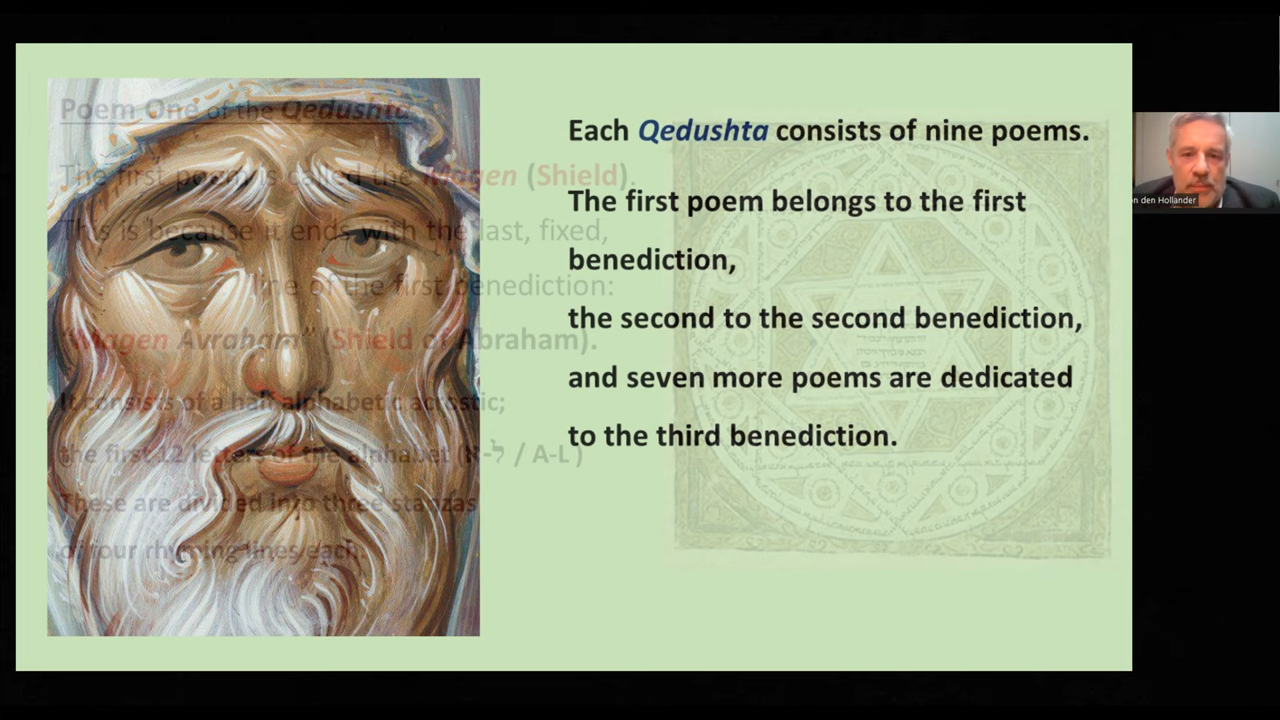 Each Qedushta consists of nine poems.
The first poem belongs to the first
benediction,
the second to the second benediction,
and seven more poems are dedicated
to the third benediction.
Poem One of the Qedushta
The first poem is called the Magen (Shield).
This is because it ends with the last, fixed,
line of the first benediction:
"Magen Avraham" (Shield of Abraham).
It consists of a half alphabetic acrostic;
the first 12 letters of the alphabet (א-ל / A-L)
These are divided into three stanzas
of four rhyming lines each.
n den Hollander